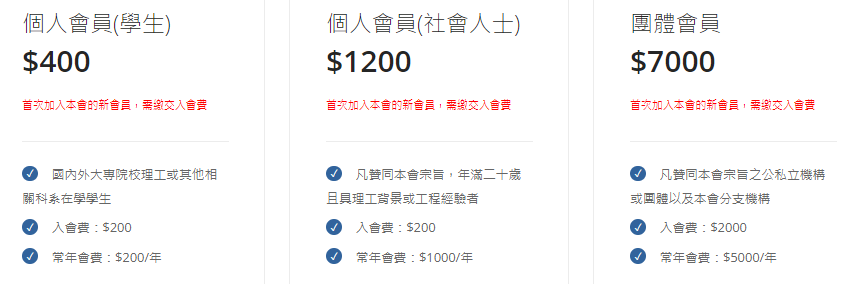 個人會員(學生)
$400
首次加入本會的新會員，需繳交入會費
國內外大專院校理工或其他相
關科系在學學生
入會費：$200
常年會費：$200/年
個人會員(社會人士)
$1200
首次加入本會的新會員，需繳交入會費
凡贊同本會宗旨，年滿二十歲
且具理工背景或工程經驗者
入會費：$200
常年會費：$1000/年
團體會員
$7000
首次加入本會的新會員，需繳交入會費
凡贊同本會宗旨之公私立機構
或團體以及本會分支機構
入會費：$2000
常年會費：$5000/年